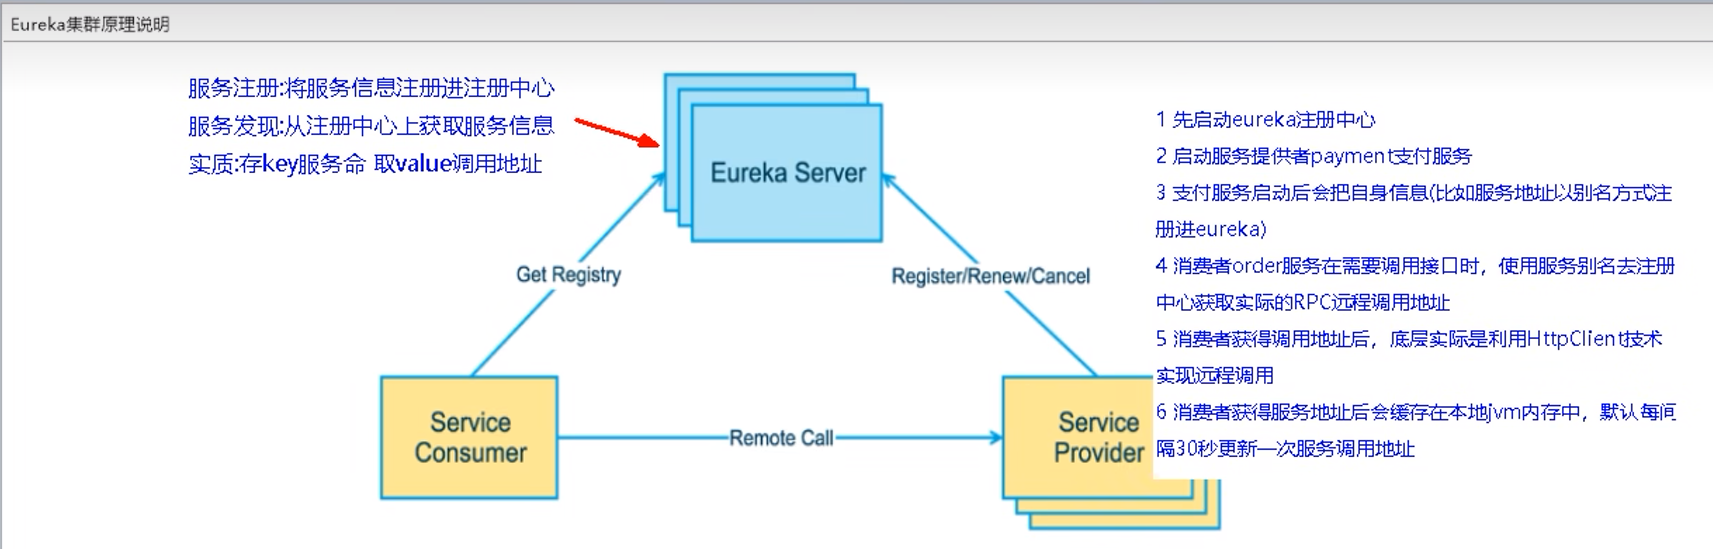 Eureka集群原理说明
服务注册:将服务信息注册进注册中心
服务发现:从注册中心上获取服务信息
实质:存key服务命 取value调用地址
Eureka Server
Get Registry
Register/Renew/Cancel
Service
Consumer
Remote Call
Service
Provider
1 先启动eureka注册中心
2 启动服务提供者payment支付服务
3 支付服务启动后会把自身信息(比如服务地址以别名方式注
册进eureka)
4 消费者order服务在需要调用接口时，使用服务别名去注册
中心获取实际的RPC远程调用地址
5 消费者获得调用地址后，底层实际是利用HttpClient技术
实现远程调用
6 消费者获得服务地址后会缓存在本地jvm内存中，默认每间
隔30秒更新一次服务调用地址